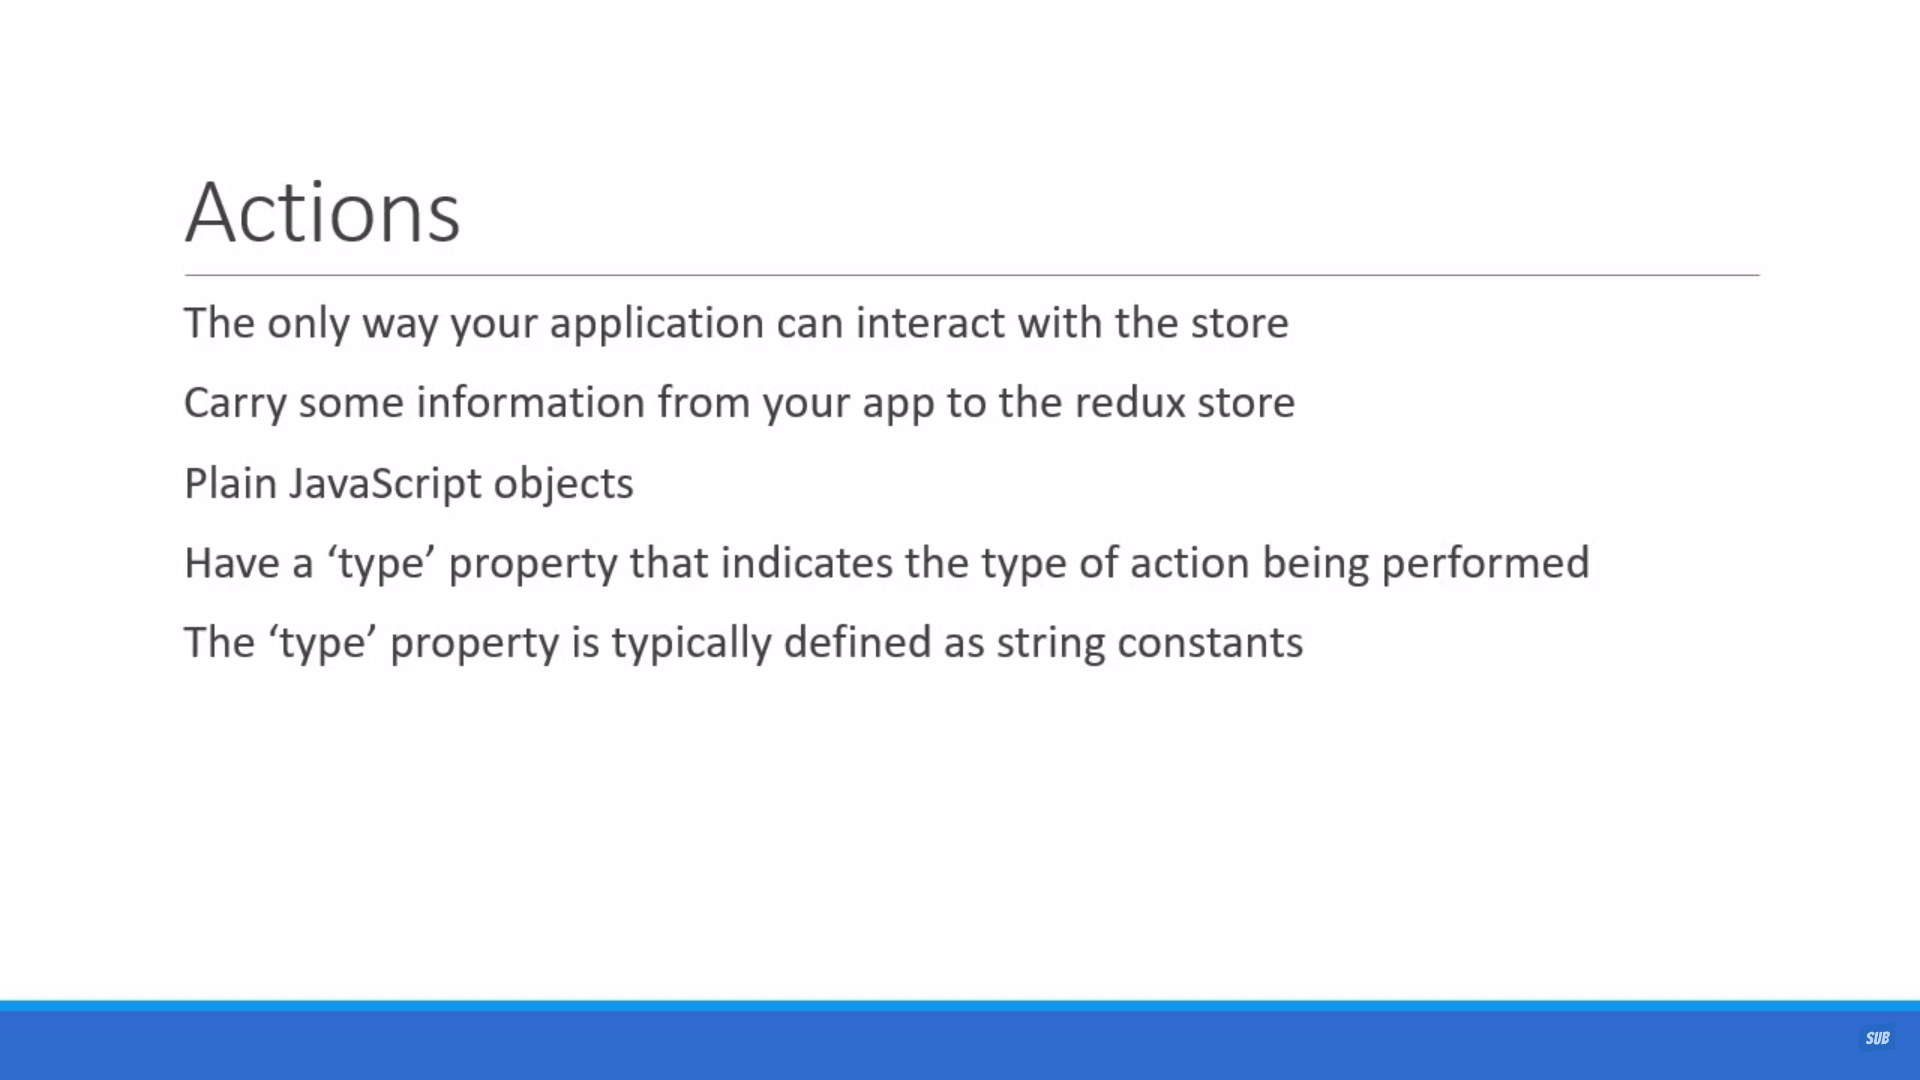 Actions
The only way your application can interact with the store
Carry some information from your app to the redux store
Plain JavaScript objects
Have a ‘type’ property that indicates the type of action being performed
The ‘type’ property is typically defined as string constants
SUB